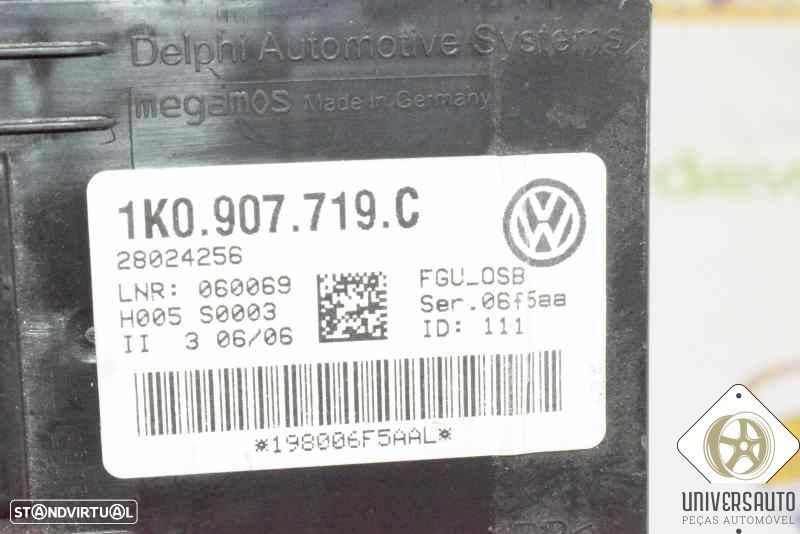 Delphi Automotive Systems
megamos Made in Germany
1K0.907.719.C
28024256
LNR: 060069
H005 S0003
II 3 06/06
FGU_OSB
Ser.06f5aa
ID: 111
*198006F5AAL*
STANDVIRTUAL
UNIVERSAUTO
PEÇAS AUTOMÓVEL